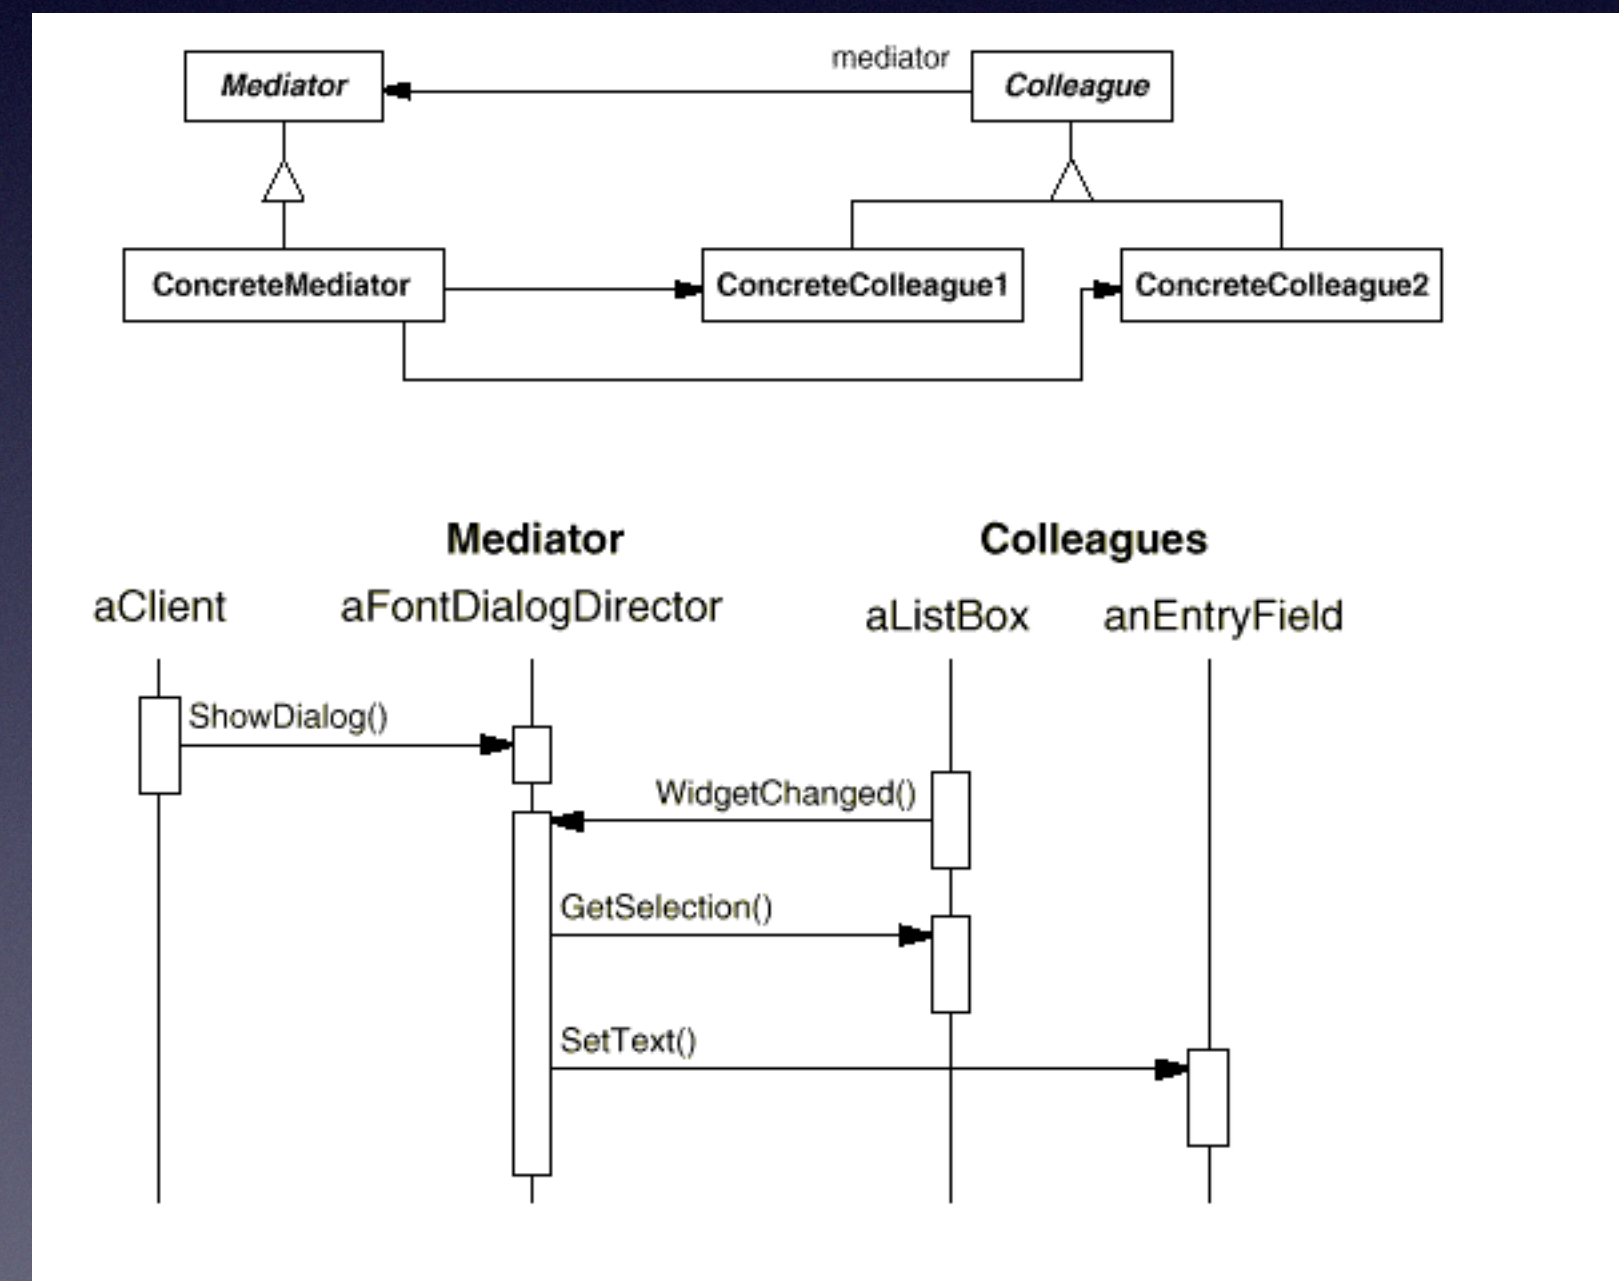 mediator
Mediator
Colleague
ConcreteMediator
ConcreteColleague1
ConcreteColleague2
Mediator
Colleagues
aClient
aFontDialogDirector
aListBox
anEntryField
ShowDialog()
WidgetChanged()
GetSelection()
SetText()